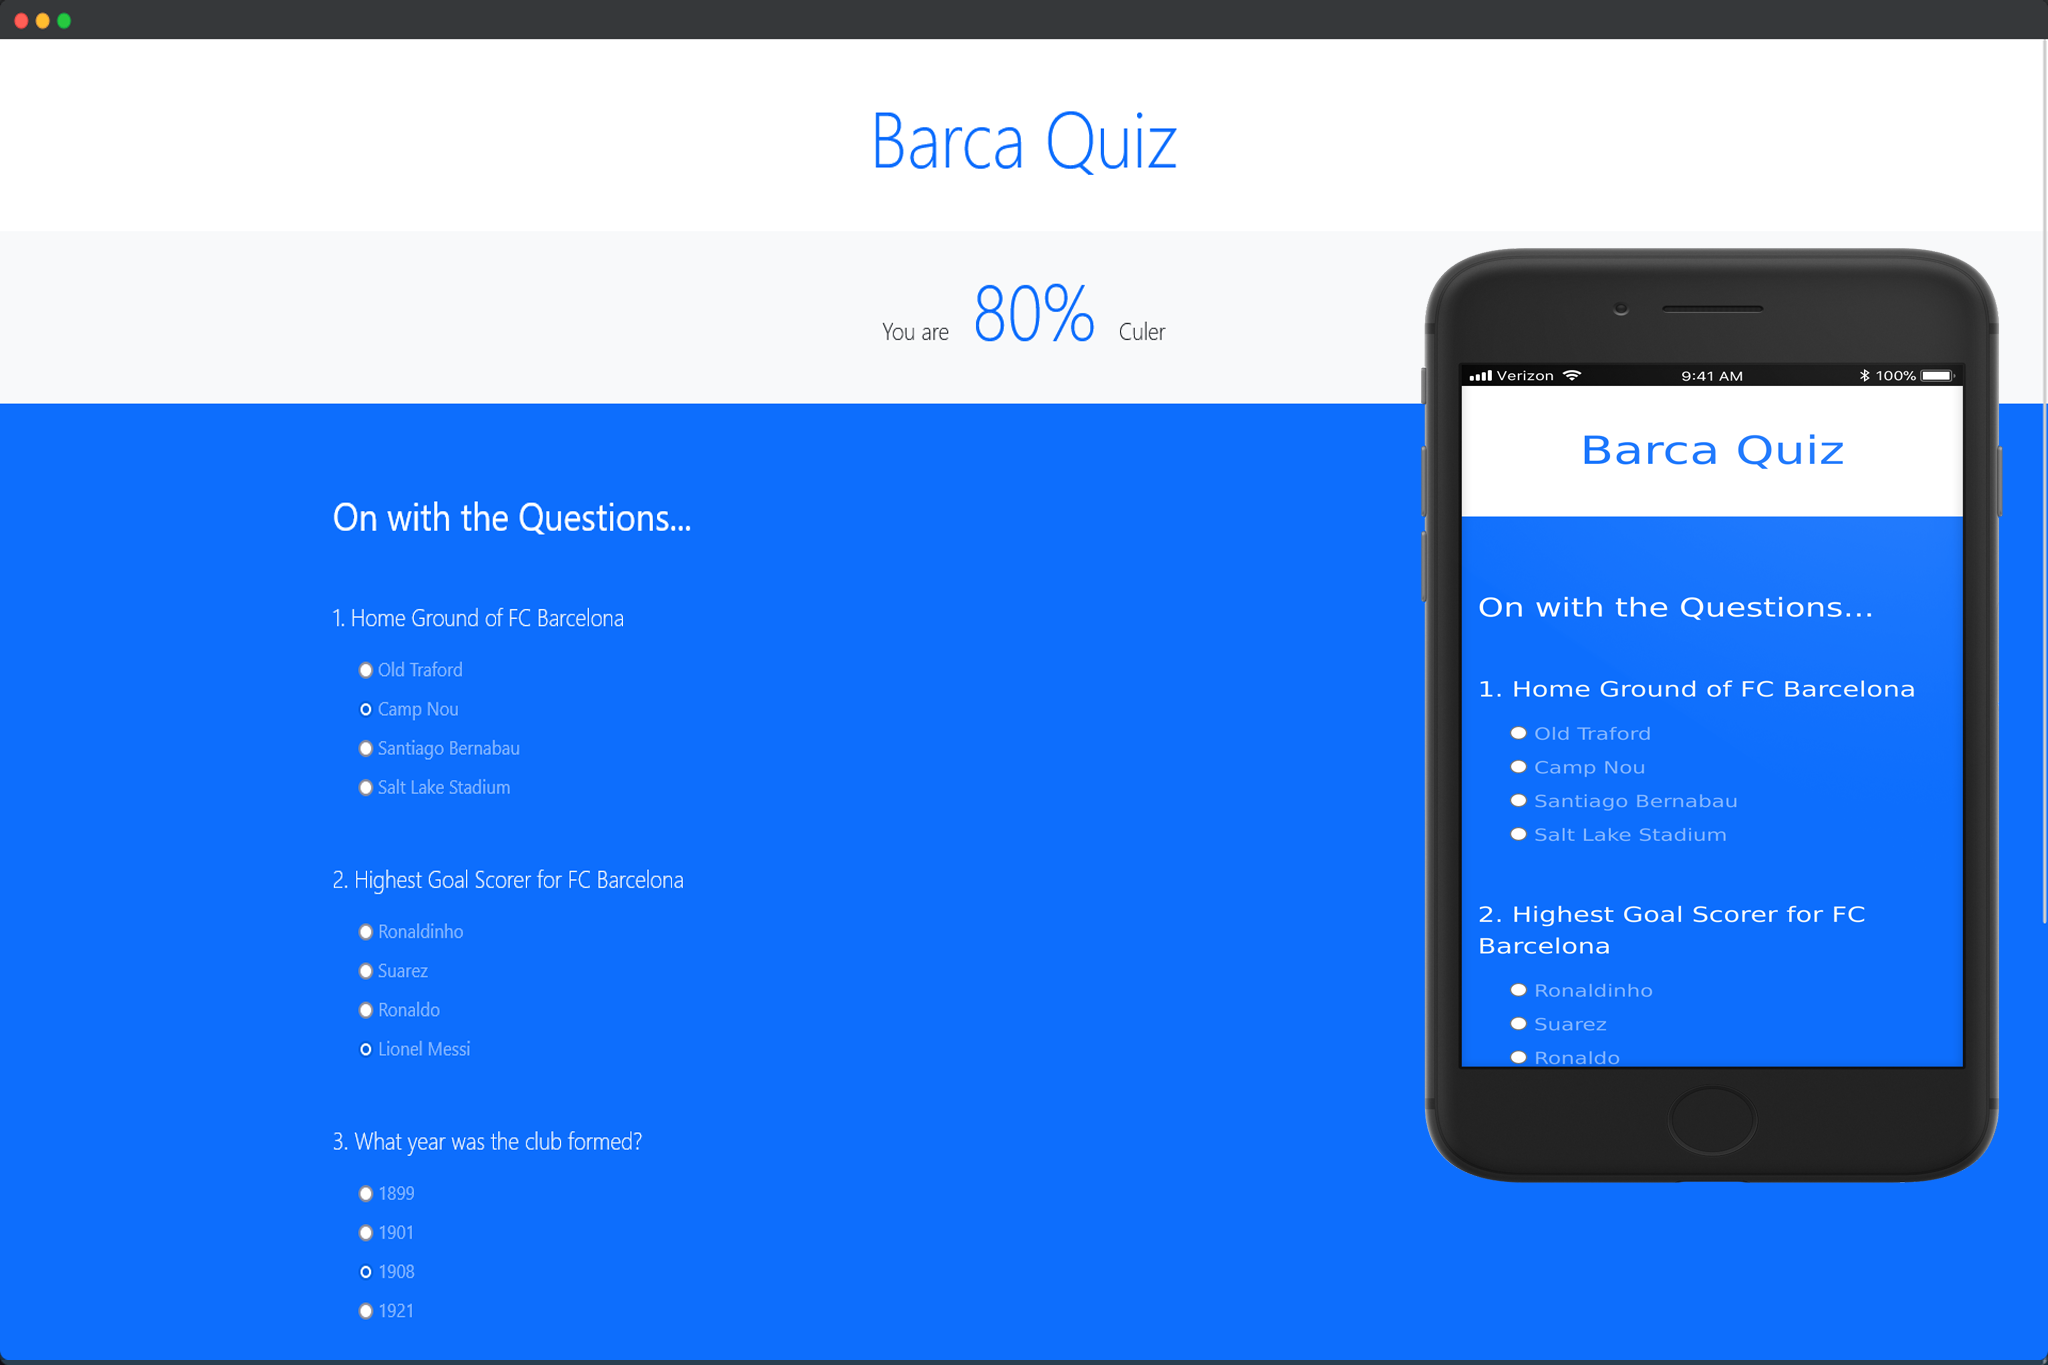 Barca Quiz
You are 80% Culer
On with the Questions...
1. Home Ground of FC Barcelona
Old Traford
Camp Nou
Santiago Bernabau
Salt Lake Stadium
2. Highest Goal Scorer for FC Barcelona
Ronaldinho
Suarez
Ronaldo
Lionel Messi
3. What year was the club formed?
1899
1901
1908
1921
Verizon 9:41 AM 100%
Barca Quiz
On with the Questions...
1. Home Ground of FC Barcelona
Old Traford
Camp Nou
Santiago Bernabau
Salt Lake Stadium
2. Highest Goal Scorer for FC
Barcelona
Ronaldinho
Suarez
Ronaldo